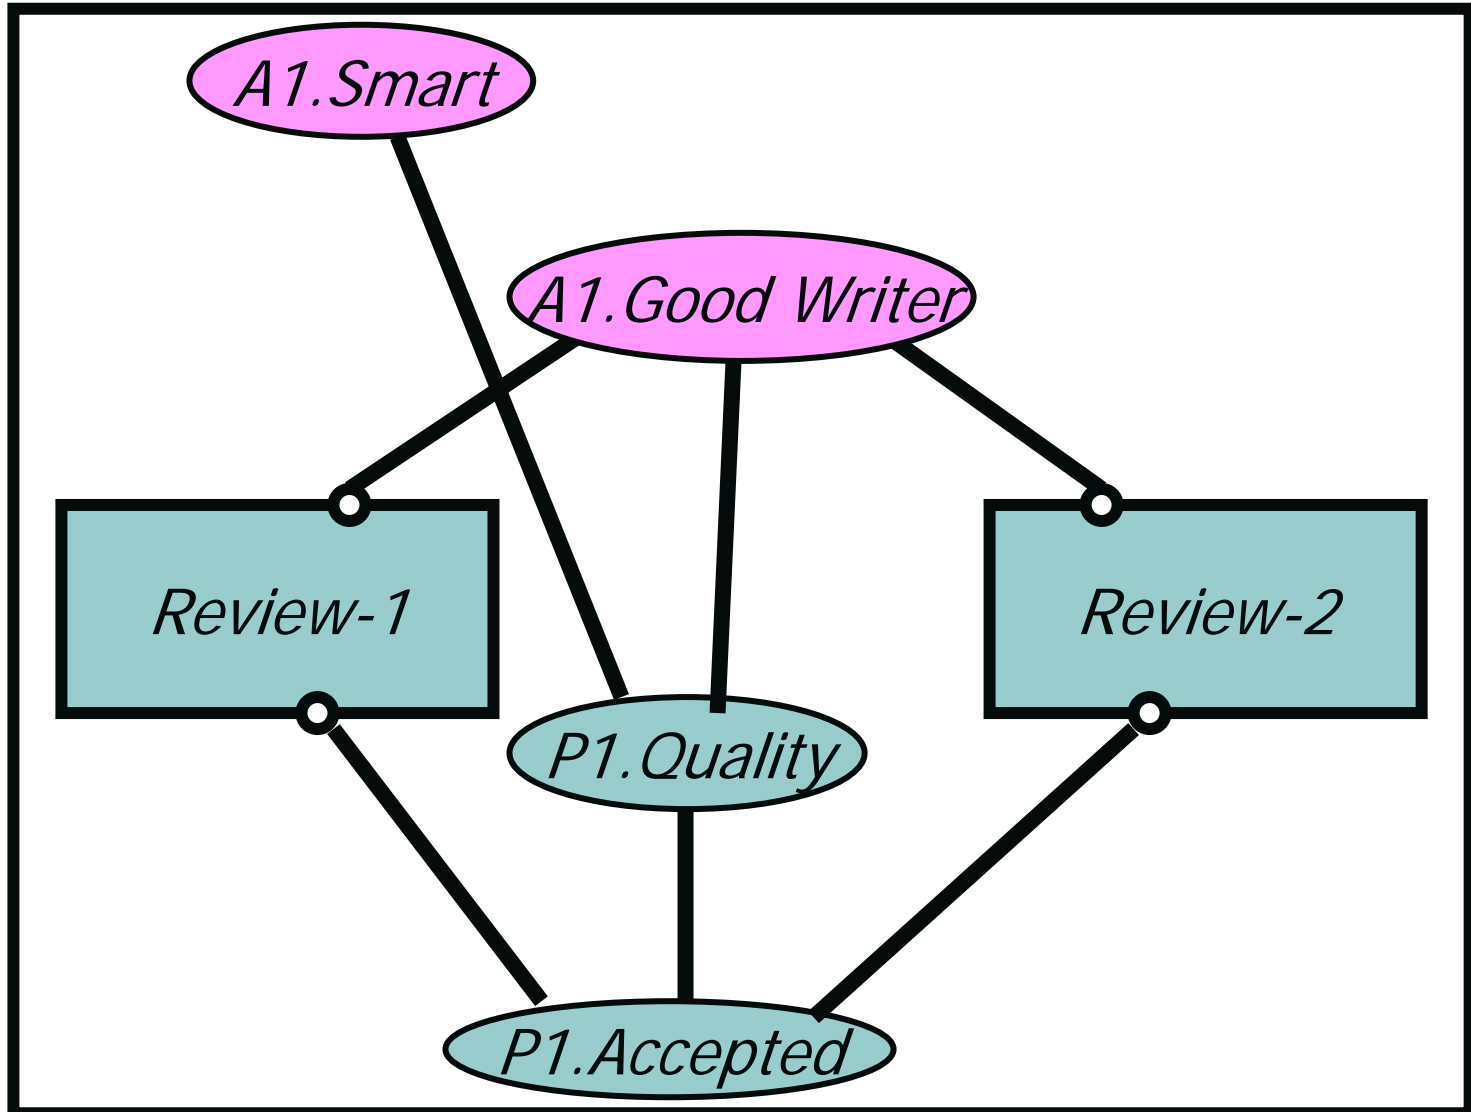 A1.Smart
A1.Good Writer
Review-1
Review-2
P1.Quality
P1.Accepted